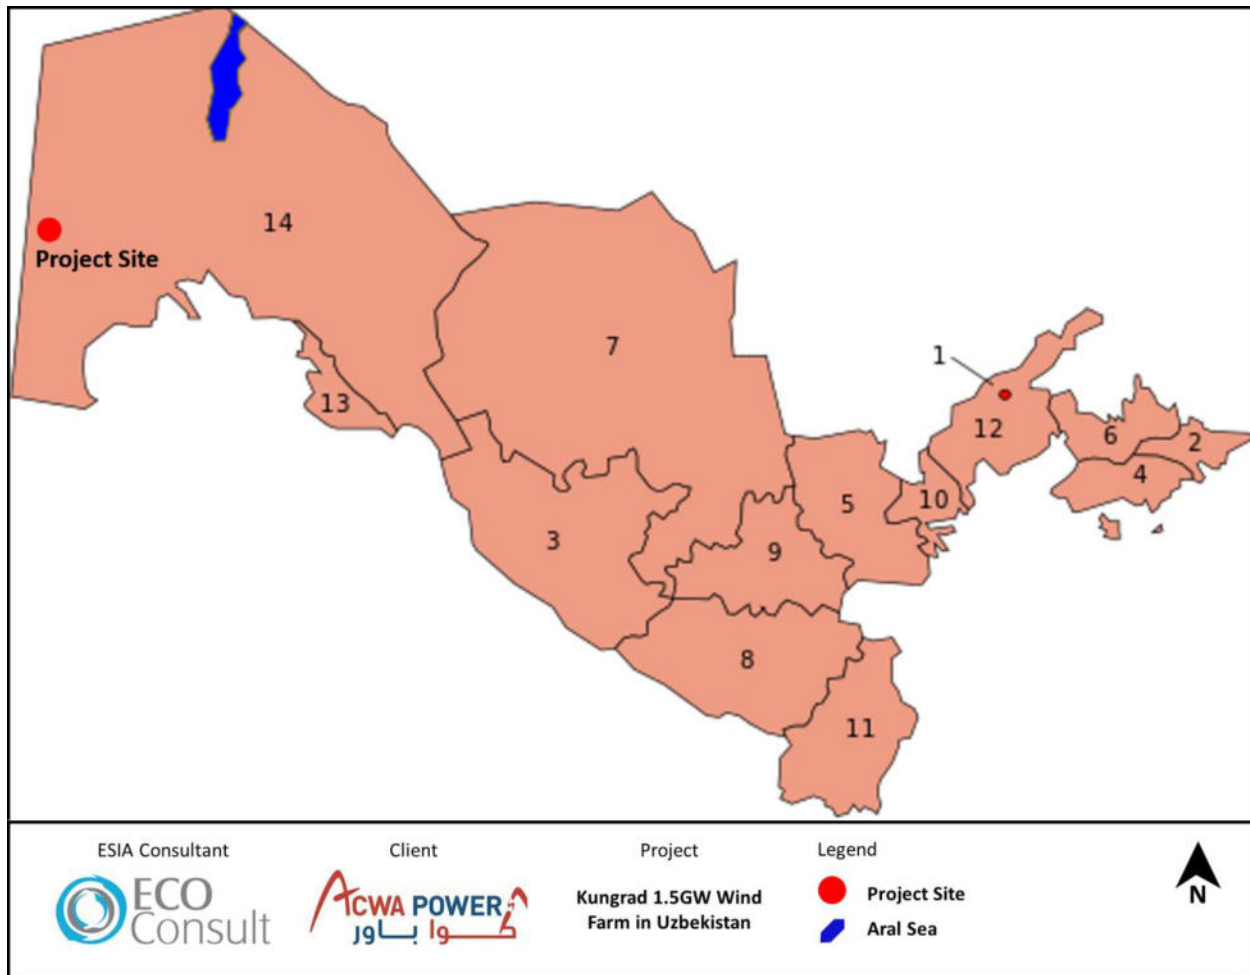 14
Project Site
7
1
13
12
6
2
4
5
10
3
9
8
11
ESIA Consultant
Client
Project
Legend
ECO
Consult
ACWA POWER
أكوا باور
Kungrad 1.5GW Wind
Farm in Uzbekistan
Project Site
Aral Sea
N